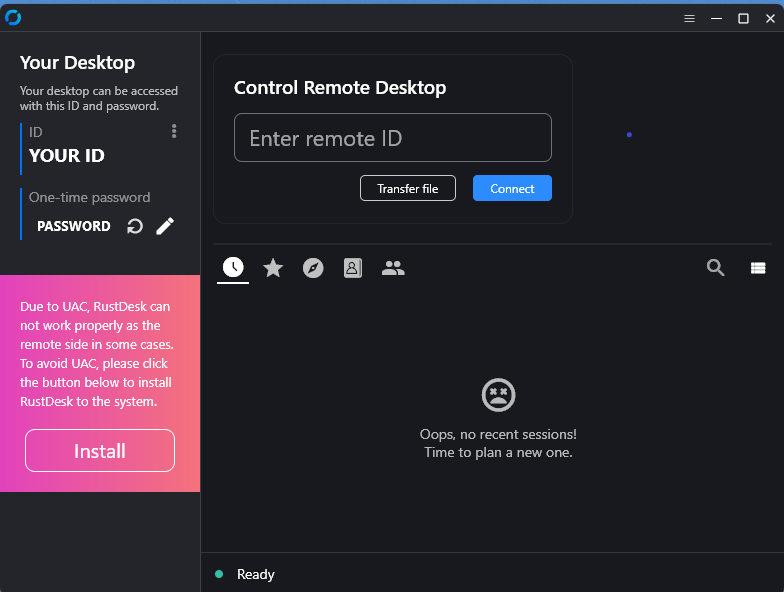 Your Desktop
Your desktop can be accessed
with this ID and password.
ID
YOUR ID
One-time password
PASSWORD
Due to UAC, RustDesk can
not work properly as the
remote side in some cases.
To avoid UAC, please click
the button below to install
RustDesk to the system.
Install
Control Remote Desktop
Enter remote ID
Transfer file
Connect
Oops, no recent sessions!
Time to plan a new one.
Ready